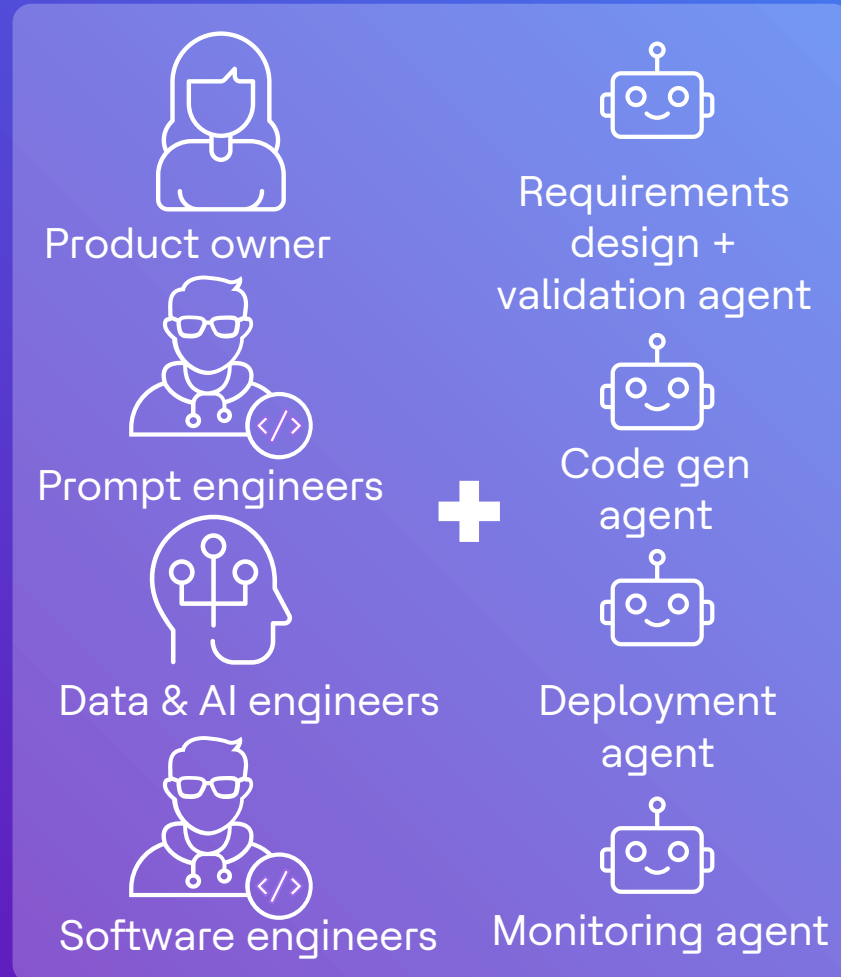 Product owner
Prompt engineers
Data & AI engineers
Software engineers
Requirements
design +
validation agent
Code gen
agent
Deployment
agent
Monitoring agent